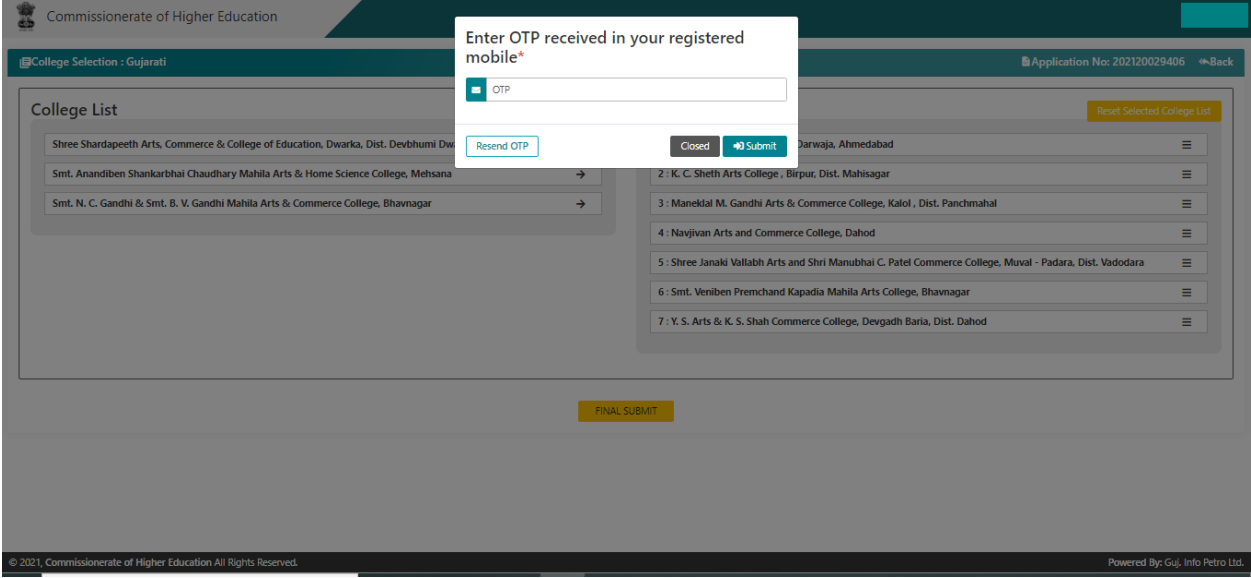 Commissionerate of Higher Education
Enter OTP received in your registered
mobile*
OTP
Resend OTP
Closed
Submit
College Selection : Gujarati
Application No: 202120029406
Back
College List
Reset Selected College List
Shree Shardapeeth Arts, Commerce & College of Education, Dwarka, Dist. Devbhumi Dw
Smt. Anandiben Shankarbhai Chaudhary Mahila Arts & Home Science College, Mehsana
Smt. N. C. Gandhi & Smt. B. V. Gandhi Mahila Arts & Commerce College, Bhavnagar
Darwaja, Ahmedabad
2 : K. C. Sheth Arts College , Birpur, Dist. Mahisagar
3 : Maneklal M. Gandhi Arts & Commerce College, Kalol , Dist. Panchmahal
4 : Navjivan Arts and Commerce College, Dahod
5 : Shree Janaki Vallabh Arts and Shri Manubhai C. Patel Commerce College, Muval - Padara, Dist. Vadodara
6 : Smt. Veniben Premchand Kapadia Mahila Arts College, Bhavnagar
7 : Y. S. Arts & K. S. Shah Commerce College, Devgadh Baria, Dist. Dahod
FINAL SUBMIT
© 2021, Commissionerate of Higher Education All Rights Reserved.
Powered By: Guj. Info Petro Ltd.